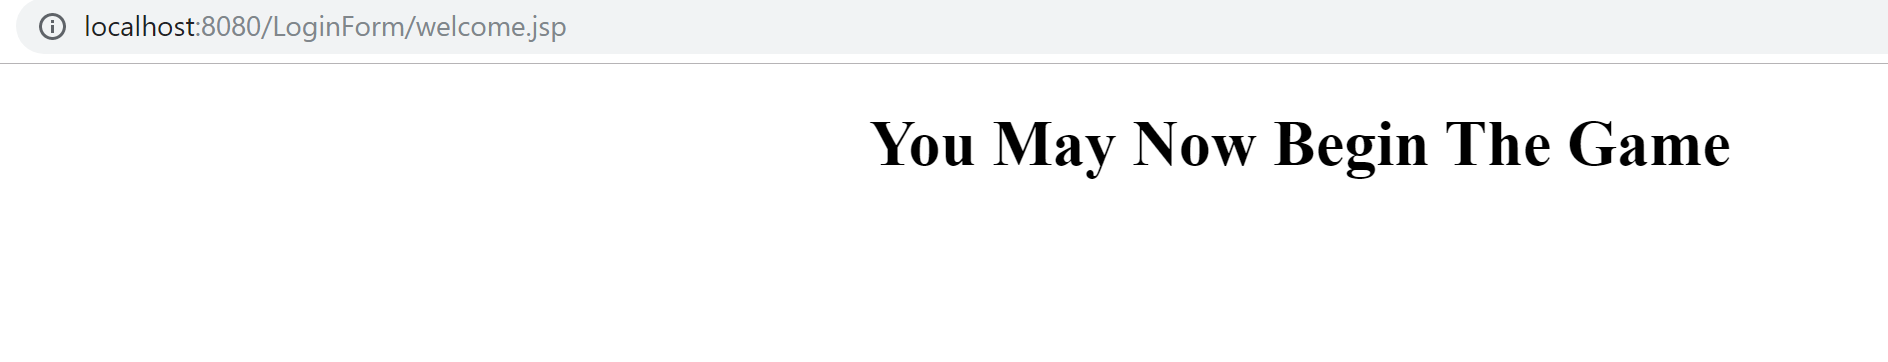 localhost:8080/LoginForm/welcome.jsp
You May Now Begin The Game